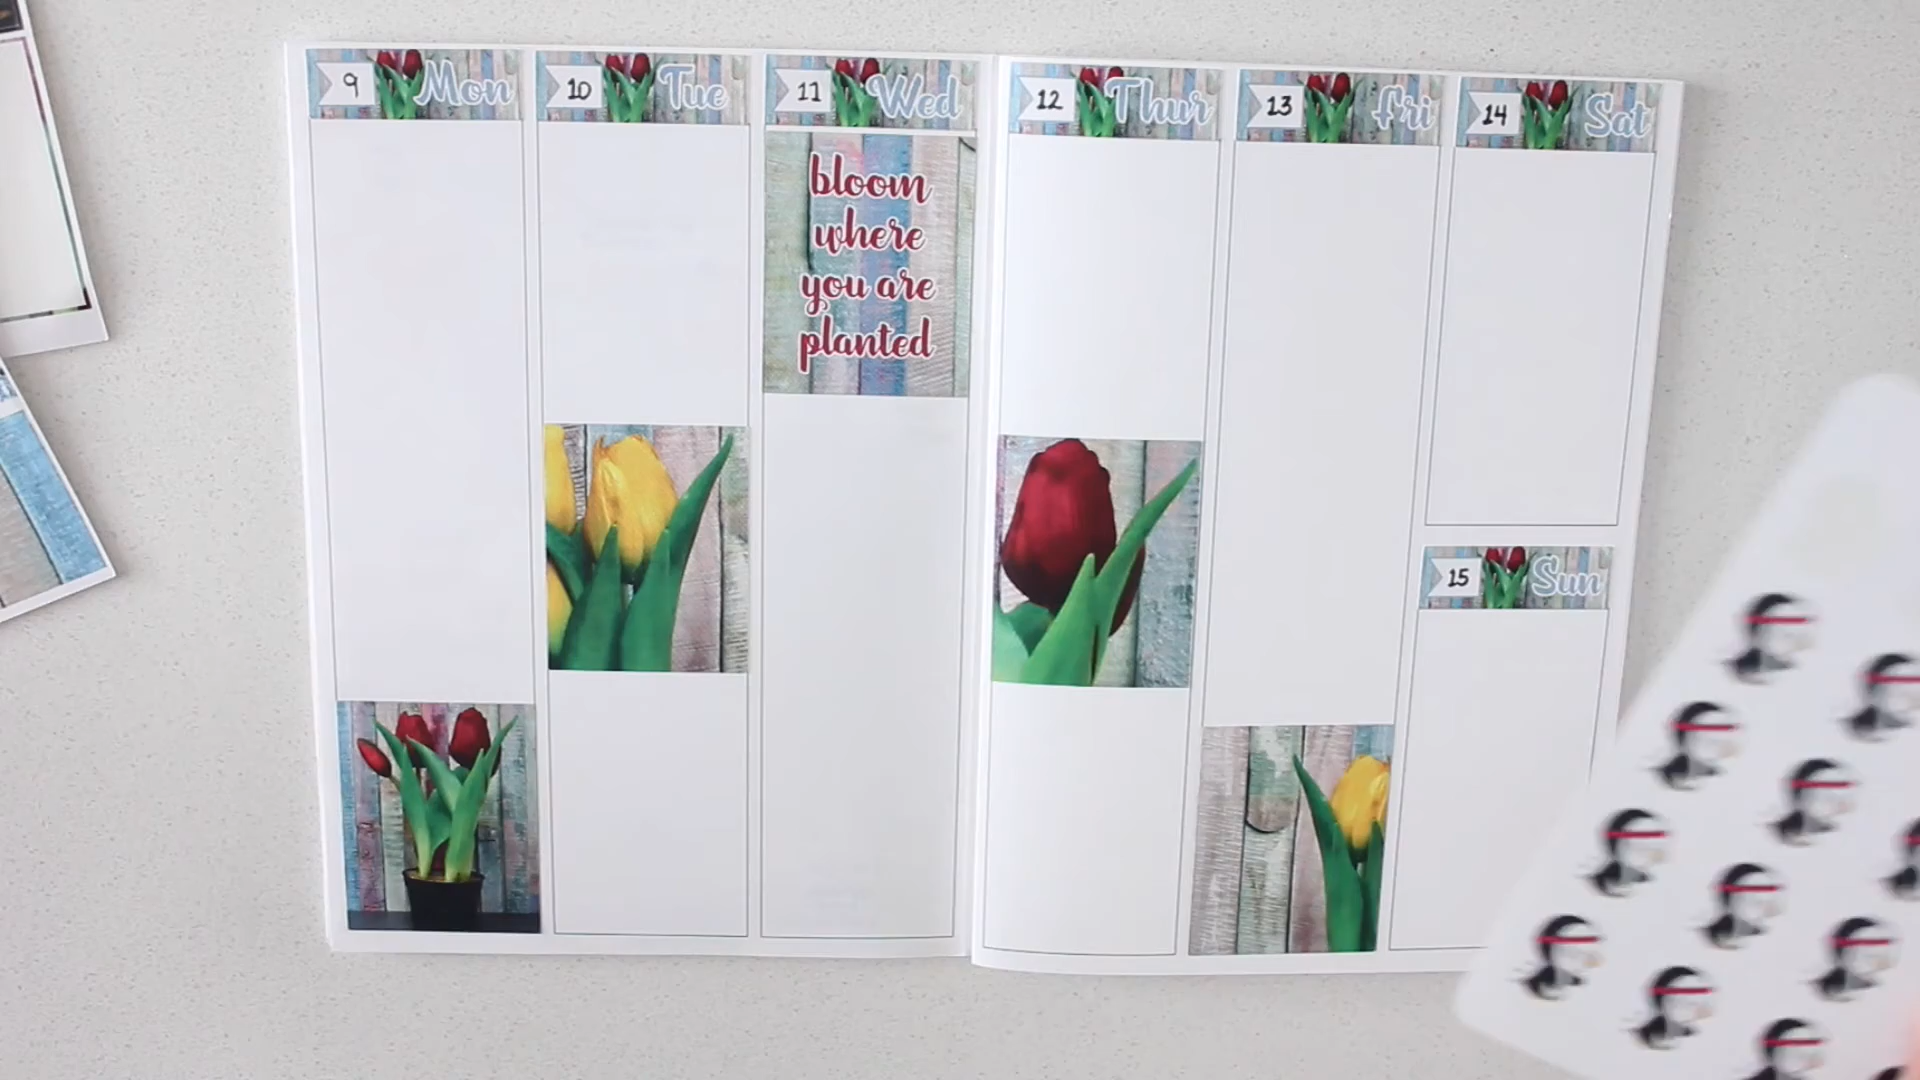 9 Mon
10 Tue
11 Wed
bloom
where
you are
planted
12 Thur
13 fri
14 Sat
15 Sun